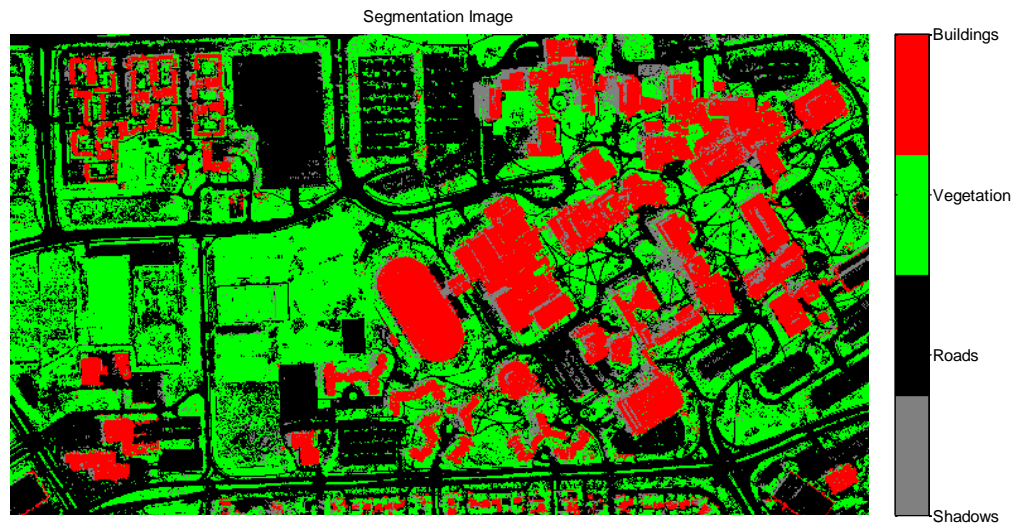 Segmentation Image
Buildings
Vegetation
Roads
Shadows